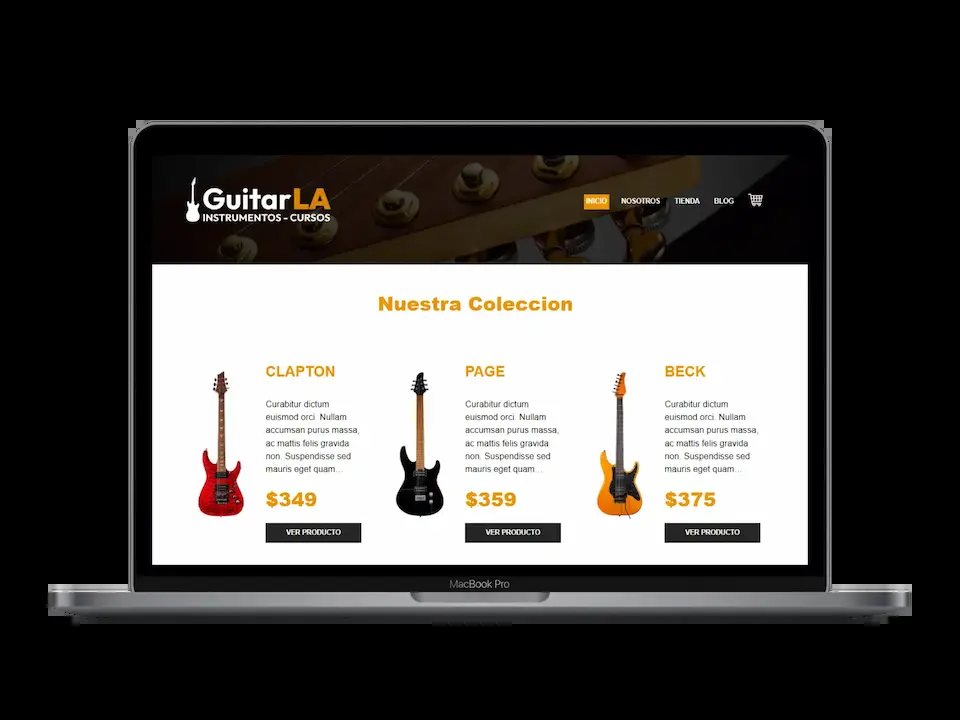 GuitarLA
INSTRUMENTOS - CURSOS
INICIO NOSOTROS TIENDA BLOG
Nuestra Coleccion
CLAPTON
Curabitur dictum
euismod orci. Nullam
accumsan purus massa,
ac mattis felis gravida
non. Suspendisse sed
mauris eget quam...
$349
VER PRODUCTO
PAGE
Curabitur dictum
euismod orci. Nullam
accumsan purus massa,
ac mattis felis gravida
non. Suspendisse sed
mauris eget quam...
$359
VER PRODUCTO
BECK
Curabitur dictum
euismod orci. Nullam
accumsan purus massa,
ac mattis felis gravida
non. Suspendisse sed
mauris eget quam...
$375
VER PRODUCTO
MacBook Pro